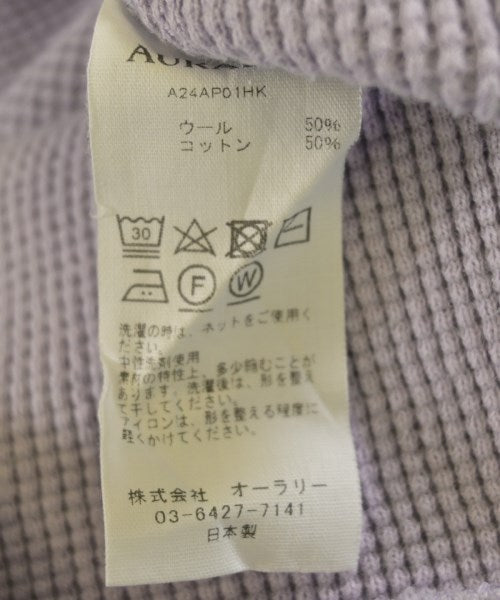 A24AP01HK
ウール 50%
コットン 50%
30
F
W
洗濯の時は、ネットをご使用く
ださい。
中性洗剤使用
素材の特性上、多少縮むことが
あります。洗濯後は、形を整え
て干してください。
アイロンは、形を整える程度に
軽くかけてください。
株式会社 オーラリー
03-6427-7141
日本製